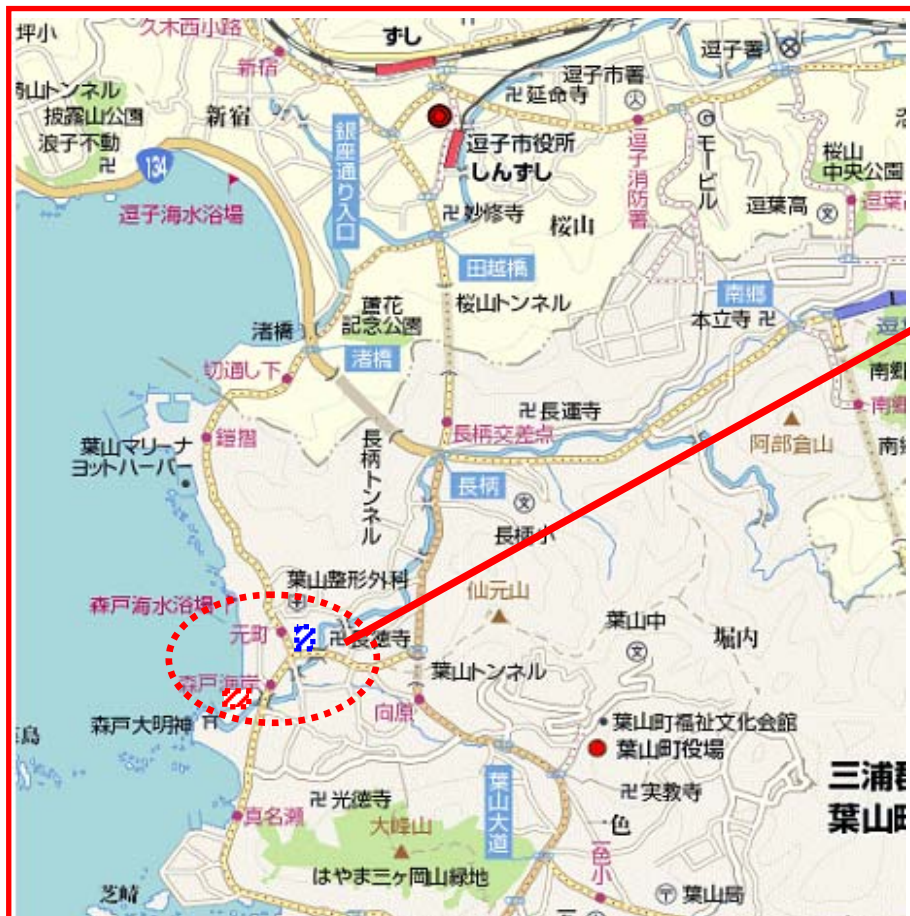 坪小
久木西小路
ずし
新宿
逗子署
逗子市署
卍延命寺
披露山公園
浪子不動
卍
新宿
134
銀座通り入口
逗子市役所
しんずし
逗子消防署
モービル
桜山
中央公園
逗葉高
逗子海水浴場
卍妙修寺
桜山
田越橋
南郷
桜山トンネル
本立寺 卍
蘆花
記念公園
渚橋
渚橋
切通し下
南郷
卍長運寺
長柄交差点
鐙摺
阿部倉山
葉山マリーナ
ヨットハーバー
長柄トンネル
長柄
長柄小
葉山整形外科
仙元山
森戸海水浴場
元町
卍長徳寺
葉山中
堀内
葉山トンネル
森戸海岸
向原
森戸大明神
葉山町福祉文化会館
葉山町役場
葉山大道
卍実教寺
三浦郡
葉山町
卍光徳寺
真名瀬
大峰山
一色
一色小
はやま三ヶ岡山緑地
芝崎
〒葉山局